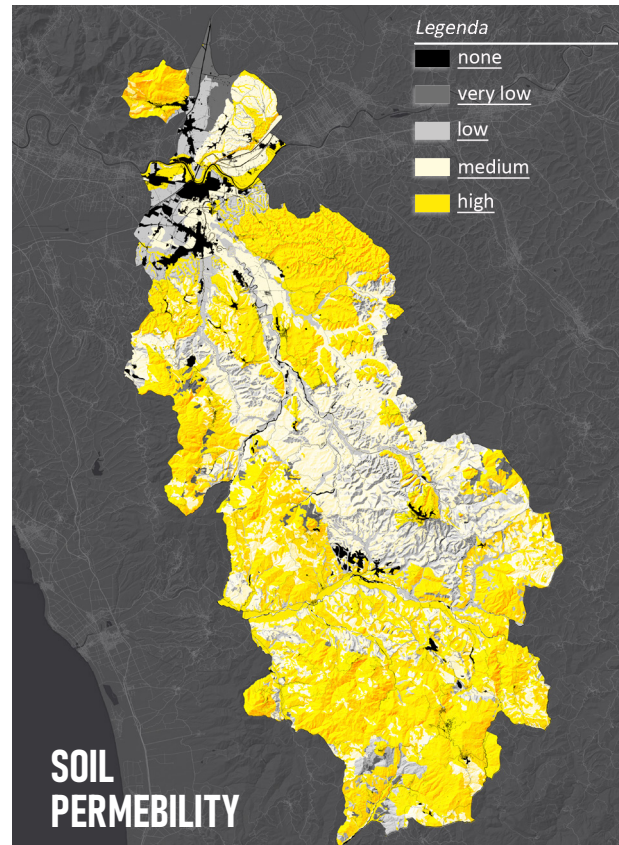 Legenda
none
very low
low
medium
high
SOIL
PERMEBILITY